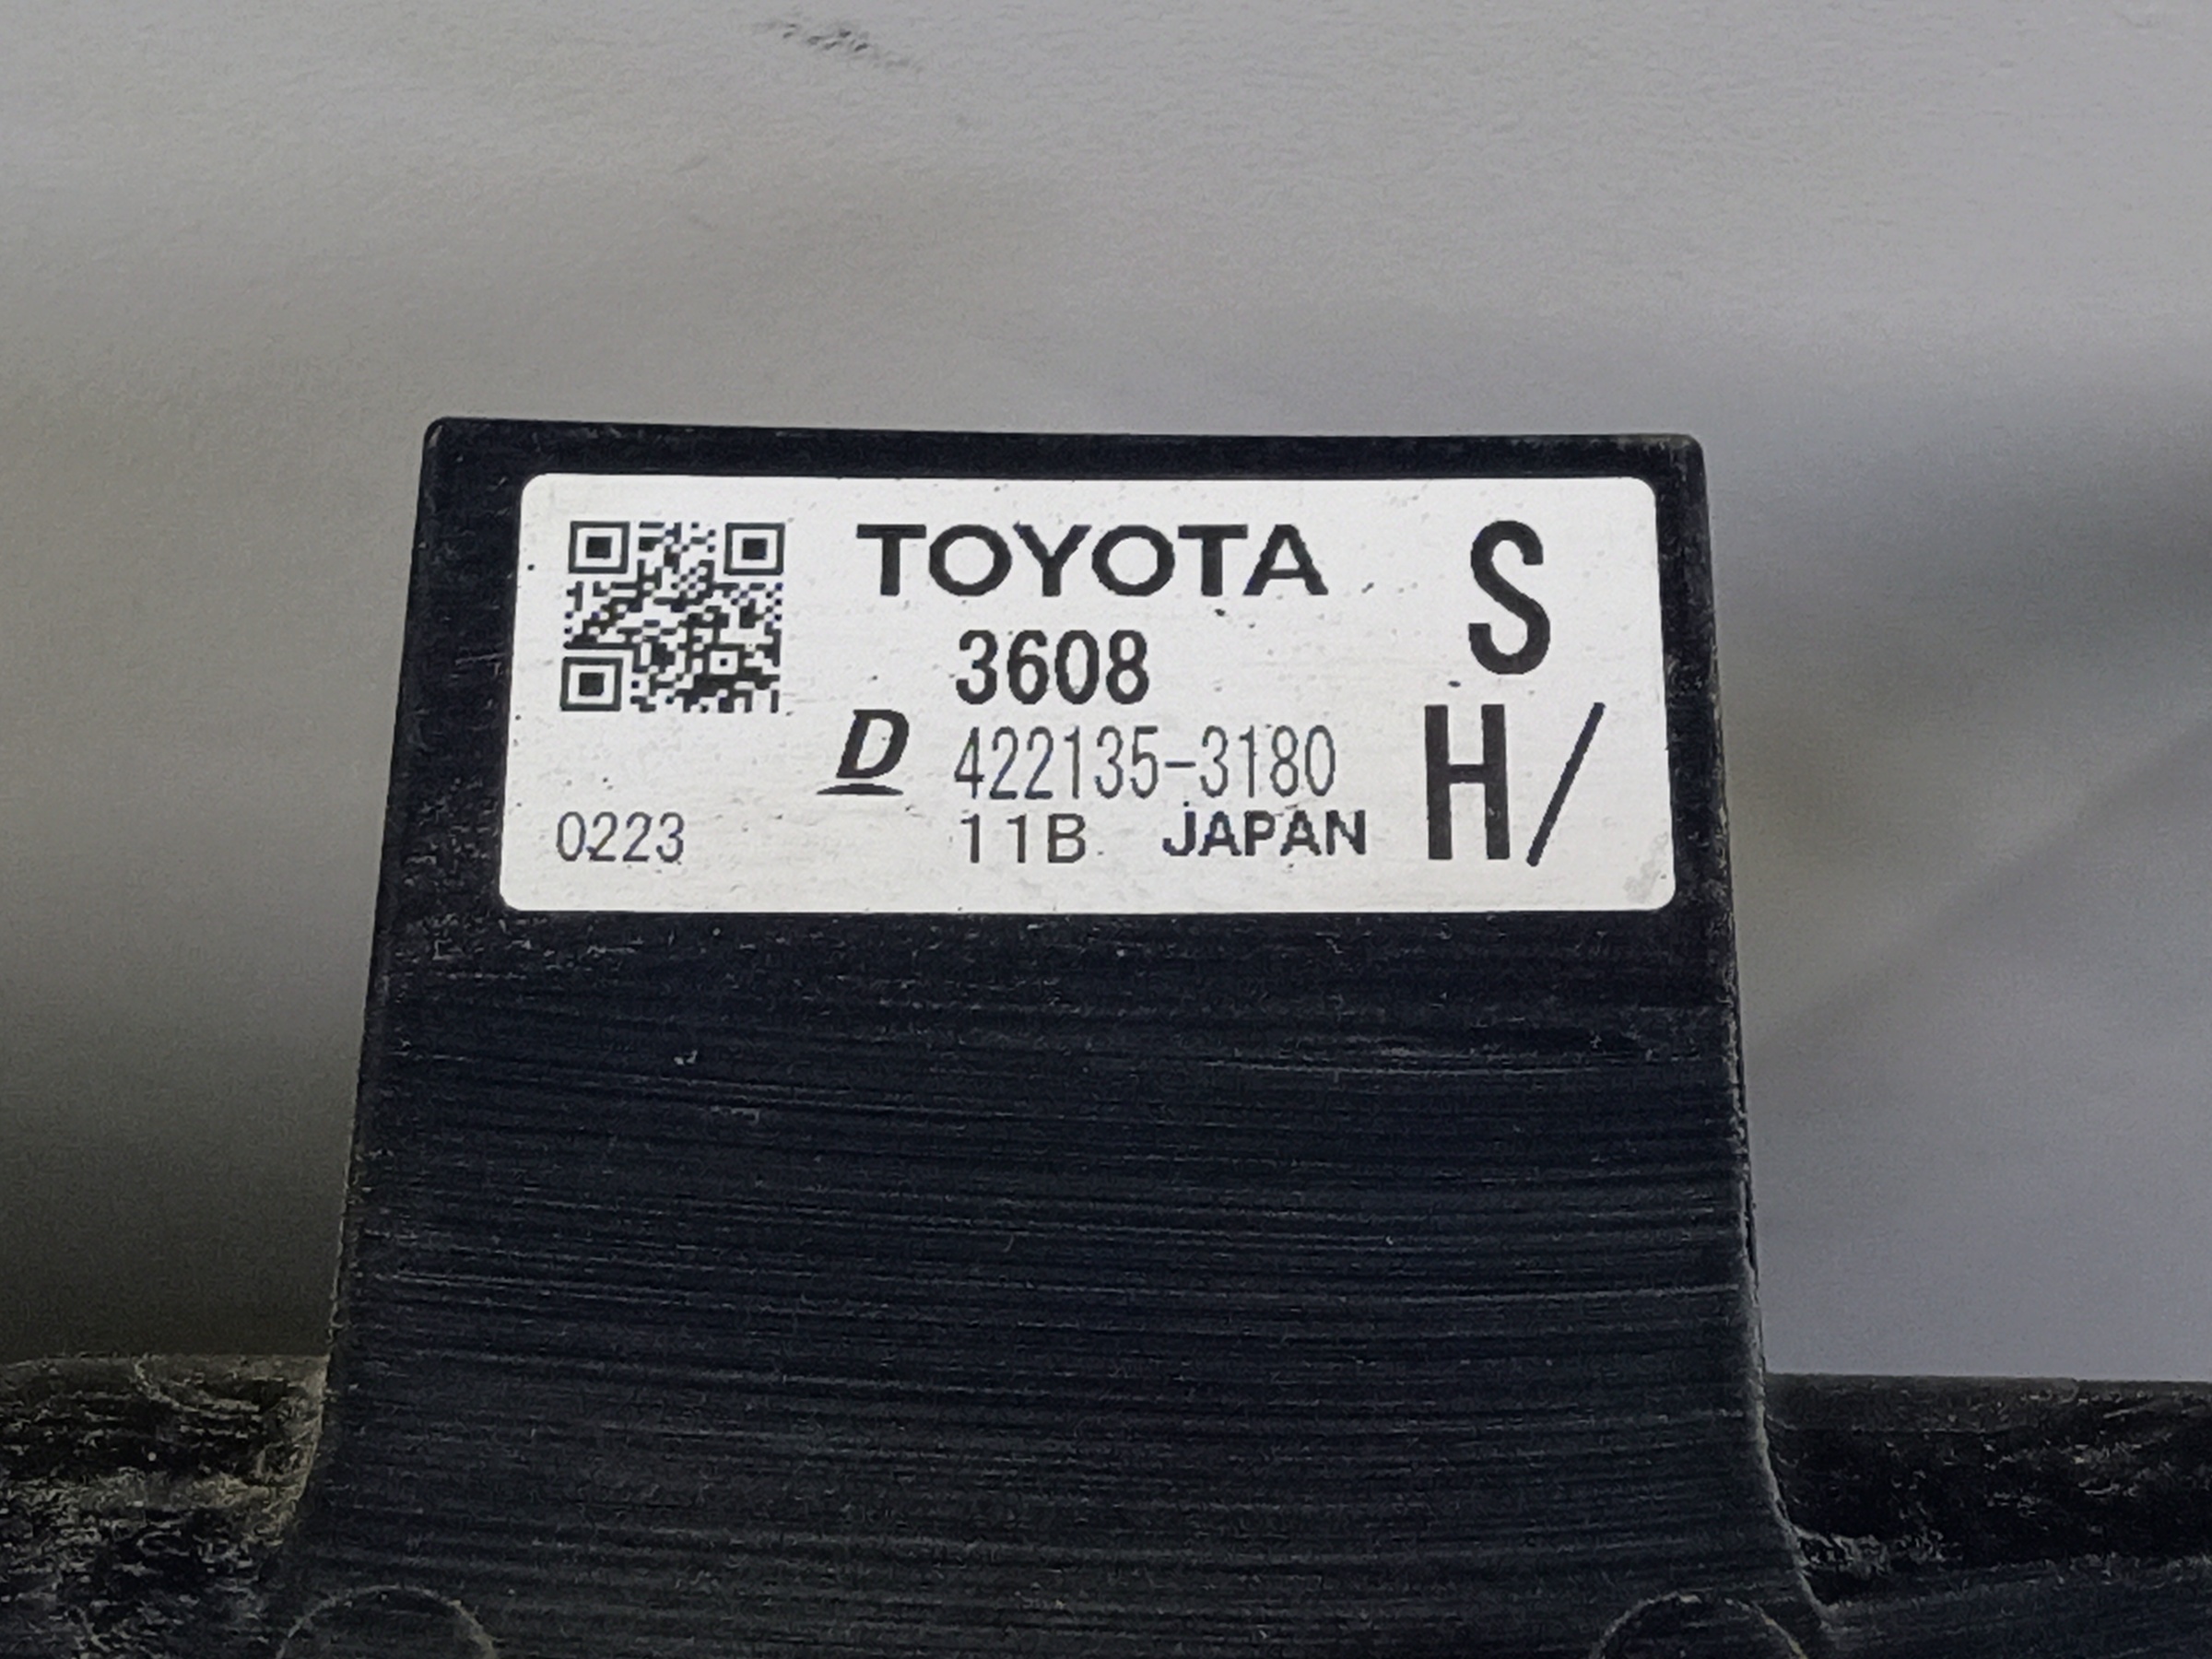 TOYOTA
3608
D 422135-3180
0223
11B JAPAN
S
H/